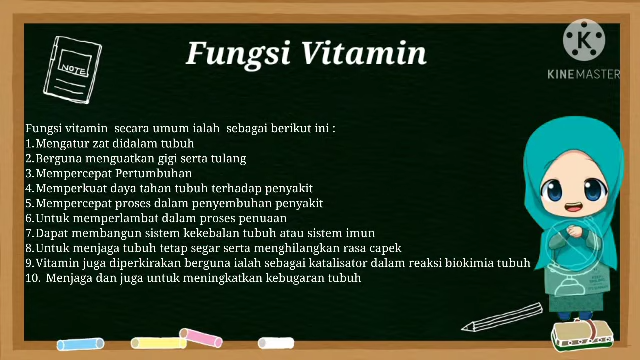 Fungsi Vitamin
KINEMASTER
NOTE
Fungsi vitamin secara umum ialah sebagai berikut ini :
1.Mengatur zat didalam tubuh
2.Berguna menguatkan gigi serta tulang
3.Mempercepat Pertumbuhan
4.Memperkuat daya tahan tubuh terhadap penyakit
5.Mempercepat proses dalam penyembuhan penyakit
6.Untuk memperlambat dalam proses penuaan
7.Dapat membangun sistem kekebalan tubuh atau sistem imun
8.Untuk menjaga tubuh tetap segar serta menghilangkan rasa capek
9.Vitamin juga diperkirakan berguna ialah sebagai katalisator dalam reaksi biokimia tubuh
10. Menjaga dan juga untuk meningkatkan kebugaran tubuh